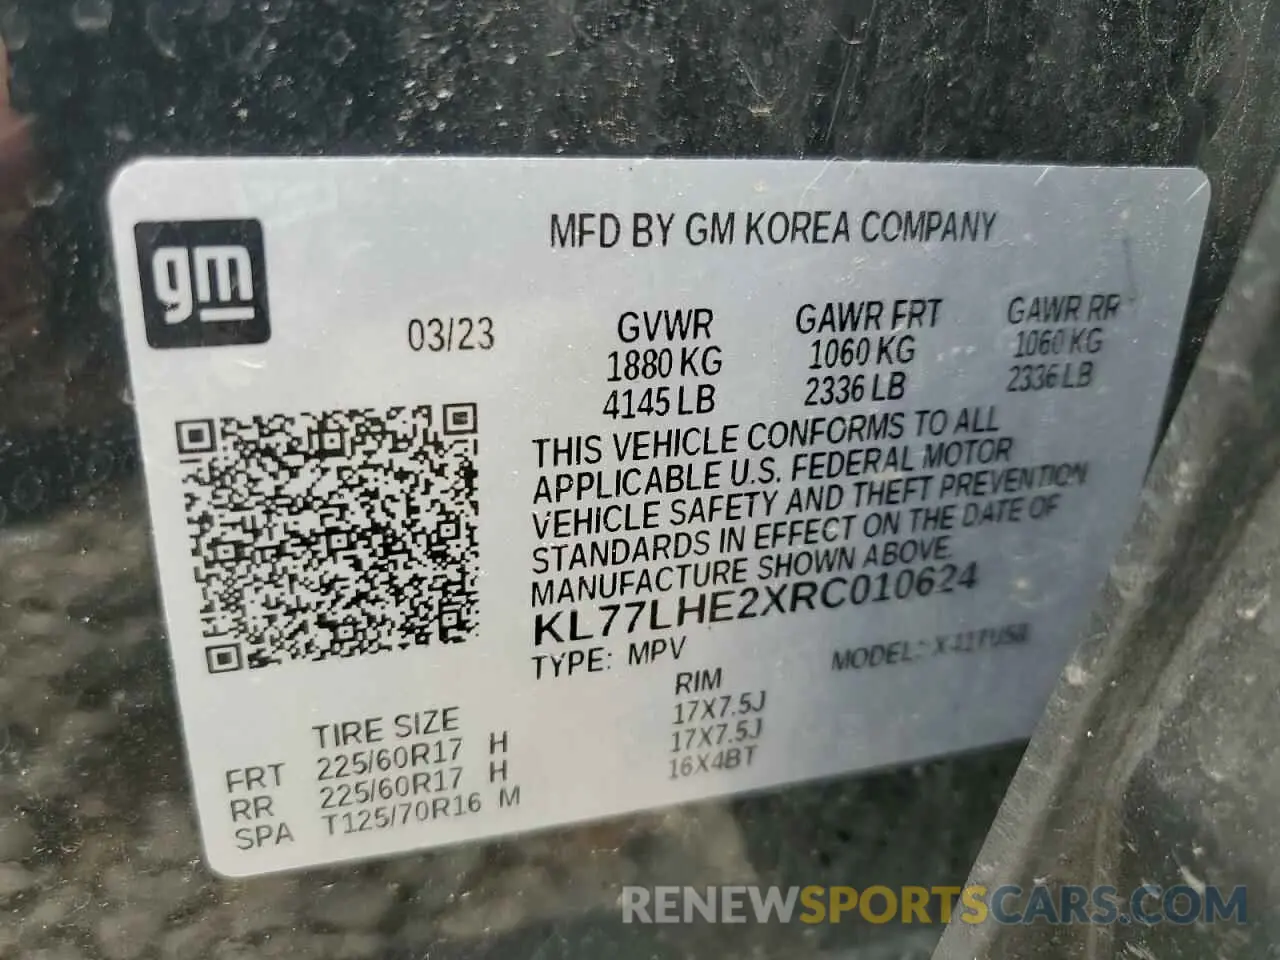 gm
MFD BY GM KOREA COMPANY
03/23
GVWR GAWR FRT GAWR RR
1880 KG 1060 KG 1060 KG
4145 LB 2336 LB 2336 LB
THIS VEHICLE CONFORMS TO ALL
APPLICABLE U.S. FEDERAL MOTOR
VEHICLE SAFETY AND THEFT PREVENTION
STANDARDS IN EFFECT ON THE DATE OF
MANUFACTURE SHOWN ABOVE
KL77LHE2XRC010624
TYPE: MPV MODEL:
TIRE SIZE RIM
FRT 225/60R17 H 17X7.5J
RR 225/60R17 H 17X7.5J
SPA T125/70R16 M 16X4BT
RENEWSPORTSCARS.COM